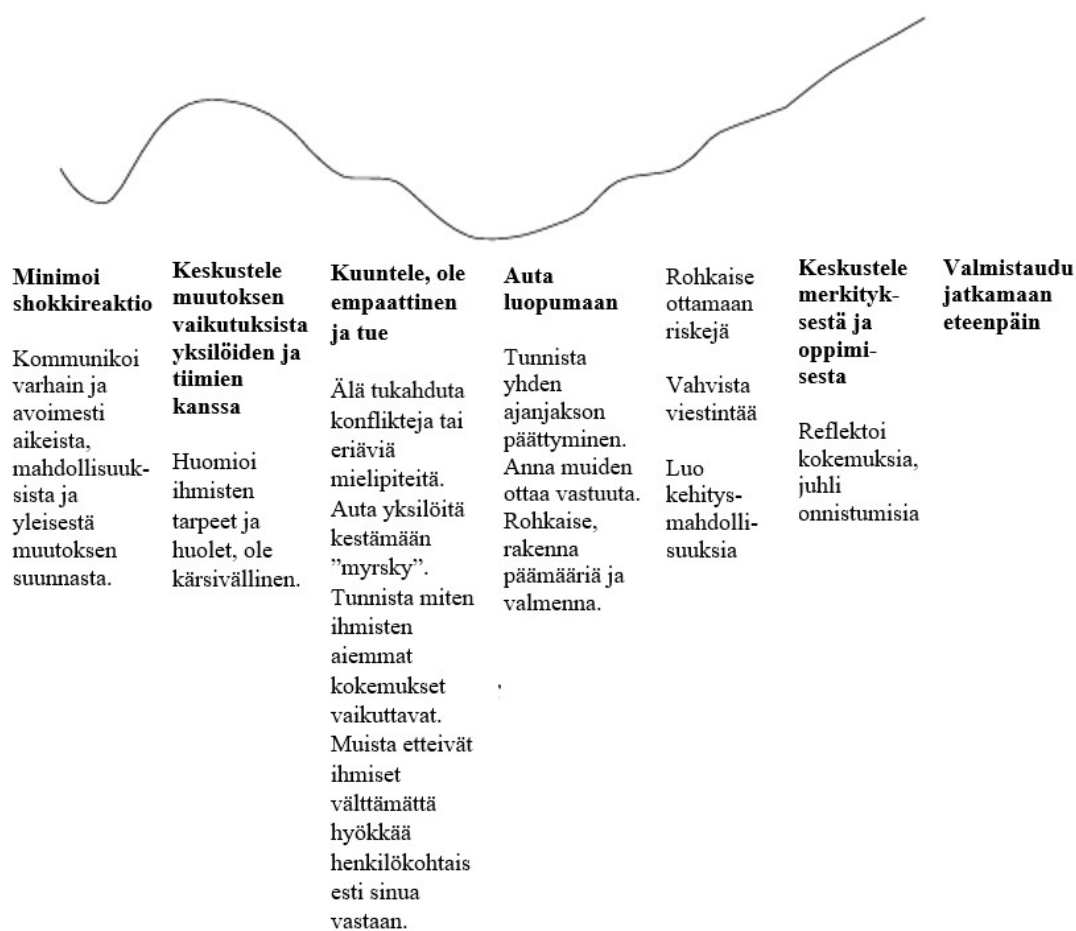 Minimoi
shokkireaktio
Kommunikoi
varhain ja
avoimesti
aikeista,
mahdollisuuk-
sista ja
yleisestä
muutoksen
suunnasta.
Keskustele
muutoksen
vaikutuksista
yksilöiden ja
tiimien
kanssa
Huomioi
ihmisten
tarpeet ja
huolet, ole
kärsivällinen.
Kuuntele, ole
empaattinen
ja tue
Älä tukahduta
konflikteja tai
eriäviä
mielipiteitä.
Auta yksilöitä
kestämään
”myrsky”.
Tunnista miten
ihmisten
aiemmat
kokemukset
vaikuttavat.
Muista etteivät
ihmiset
välttämättä
hyökkää
henkilökohtais
esti sinua
vastaan.
Auta
luopumaan
Tunnista
yhden
ajanjakson
päättyminen.
Anna muiden
ottaa vastuuta.
Rohkaise,
rakenna
päämääriä ja
valmenna.
Rohkaise
ottamaan
riskejä
Vahvista
viestintää
Luo
kehitys-
mahdolli-
suuksia
Keskustele
merkityk-
sestä ja
oppimi-
sesta
Reflektoi
kokemuksia,
juhli
onnistumisia
Valmistaudu
jatkamaan
eteenpäin